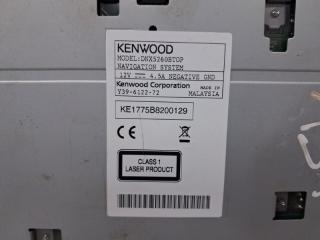 KENWOOD
MODEL:DNX5260BTOP
NAVIGATION SYSTEM
12V 4.5A NEGATIVE GND
Kenwood Corporation MADE IN
Y39-6122-72 MALAYSIA
KE1775B8200129
CE
CLASS 1
LASER PRODUCT